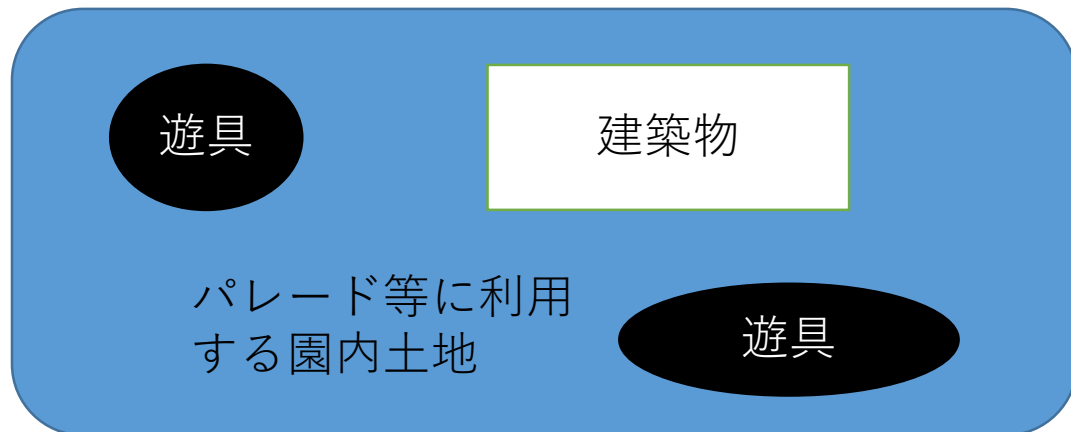 遊具
建築物
パレード等に利用
する園内土地
遊具